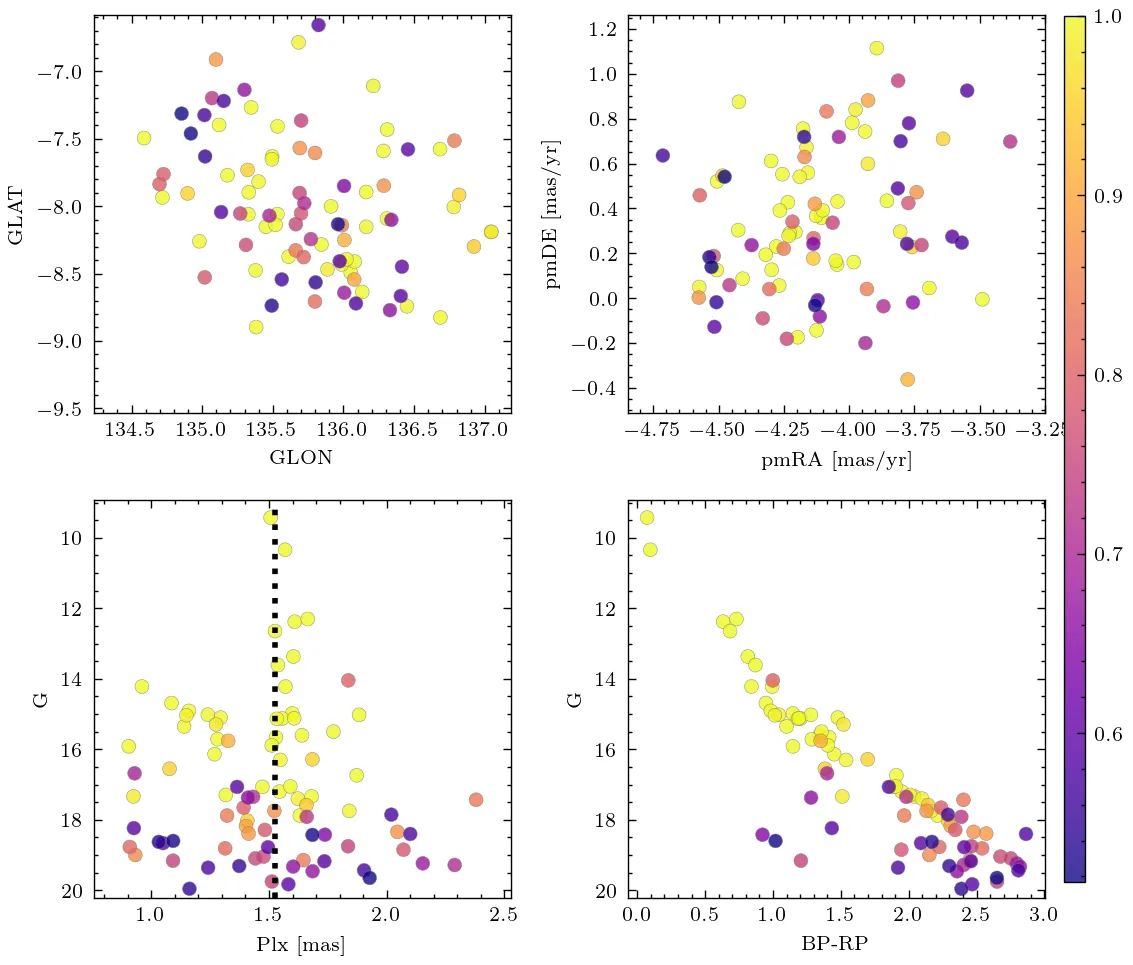 −7.0
−7.5
−8.0
−8.5
−9.0
−9.5
GLAT
134.5 135.0 135.5 136.0 136.5 137.0
GLON
1.2
1.0
0.8
0.6
0.4
0.2
0.0
−0.2
−0.4
pmDE [mas/yr]
−4.75 −4.50 −4.25 −4.00 −3.75 −3.50 −3.25
pmRA [mas/yr]
1.0
0.9
0.8
0.7
0.6
10
12
14
16
18
20
G
1.0 1.5 2.0 2.5
Plx [mas]
10
12
14
16
18
20
G
0.0 0.5 1.0 1.5 2.0 2.5 3.0
BP-RP